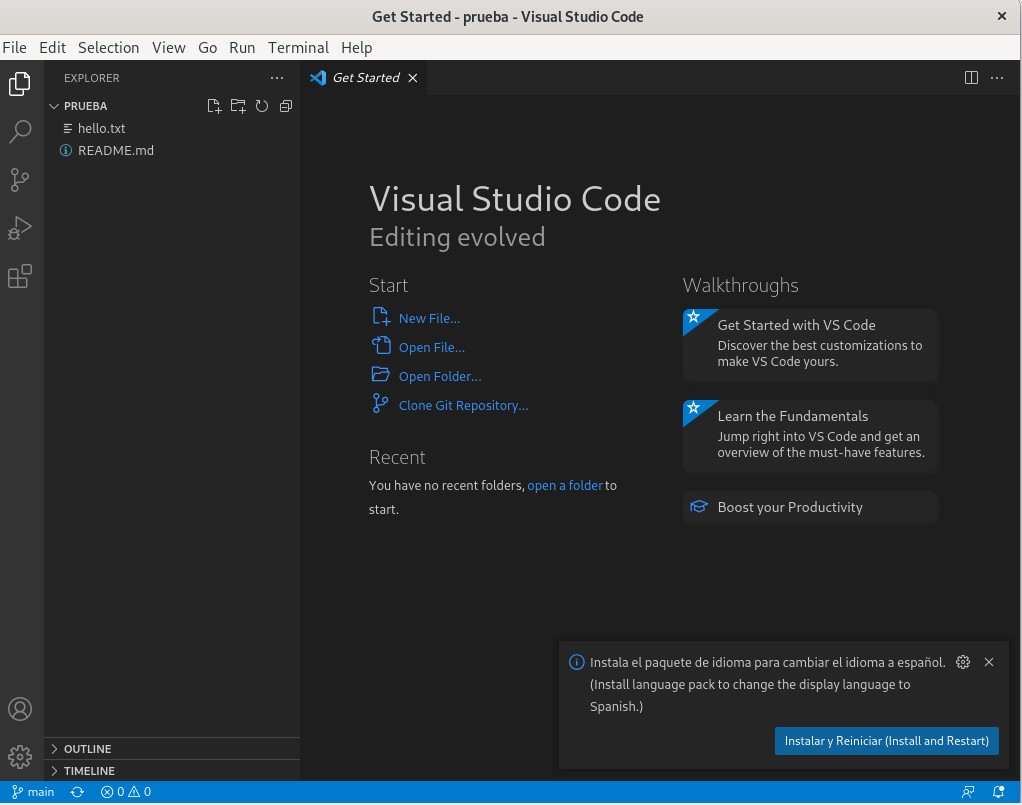 Get Started - prueba - Visual Studio Code
File Edit Selection View Go Run Terminal Help
EXPLORER
PRUEBA
hello.txt
README.md
OUTLINE
TIMELINE
Get Started
Visual Studio Code
Editing evolved
Start
New File...
Open File...
Open Folder...
Clone Git Repository...
Recent
You have no recent folders, open a folder to
start.
Walkthroughs
Get Started with VS Code
Discover the best customizations to
make VS Code yours.
Learn the Fundamentals
Jump right into VS Code and get an
overview of the must-have features.
Boost your Productivity
Instala el paquete de idioma para cambiar el idioma a español.
(Install language pack to change the display language to
Spanish.)
Instalar y Reiniciar (Install and Restart)
main 0 0